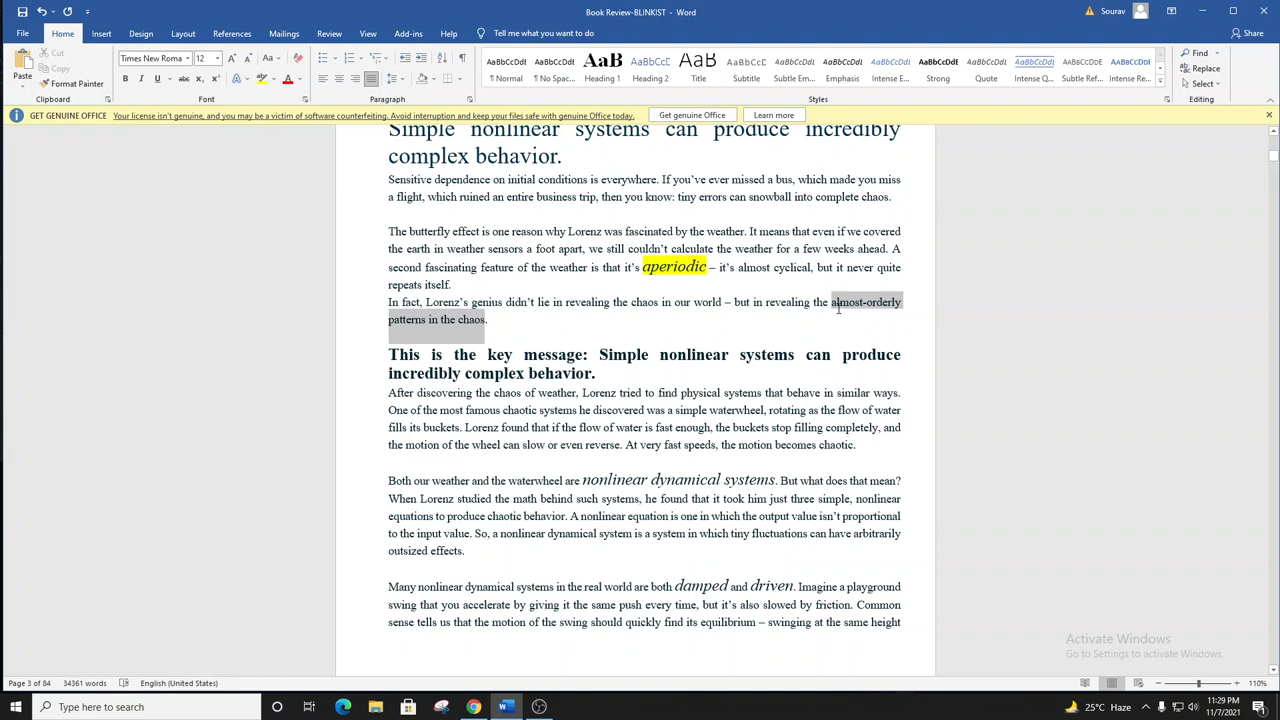 Book Review-BLINKIST - Word
Sourav
File Home Insert Design Layout References Mailings Review View Add-ins Help Tell me what you want to do
Share
Paste
Cut
Copy
Format Painter
Clipboard
Times New Roma 12
Font
Paragraph
AaBbCcDdI AaBbCcDdI AaB AaBbCcDd AaB AaBbCcD AaBbCcDdI AaBbCcDdI AaBbCcDdI AaBbCcDdI AaBbCcDdI AaBbCcDdI AaBbCcDdI AaBbCcDdI
¶ Normal ¶ No Spac... Heading 1 Heading 2 Title Subtitle Subtle Em... Emphasis Intense E... Strong Quote Intense Q... Subtle Ref... Intense Re...
Styles
Find
Replace
Select
Editing
GET GENUINE OFFICE Your license isn't genuine, and you may be a victim of software counterfeiting. Avoid interruption and keep your files safe with genuine Office today. Get genuine Office Learn more
Simple nonlinear systems can produce incredibly
complex behavior.
Sensitive dependence on initial conditions is everywhere. If you've ever missed a bus, which made you miss
a flight, which ruined an entire business trip, then you know: tiny errors can snowball into complete chaos.
The butterfly effect is one reason why Lorenz was fascinated by the weather. It means that even if we covered
the earth in weather sensors a foot apart, we still couldn't calculate the weather for a few weeks ahead. A
second fascinating feature of the weather is that it's aperiodic – it's almost cyclical, but it never quite
repeats itself.
In fact, Lorenz's genius didn't lie in revealing the chaos in our world – but in revealing the almost-orderly
patterns in the chaos.
This is the key message: Simple nonlinear systems can produce
incredibly complex behavior.
After discovering the chaos of weather, Lorenz tried to find physical systems that behave in similar ways.
One of the most famous chaotic systems he discovered was a simple waterwheel, rotating as the flow of water
fills its buckets. Lorenz found that if the flow of water is fast enough, the buckets stop filling completely, and
the motion of the wheel can slow or even reverse. At very fast speeds, the motion becomes chaotic.
Both our weather and the waterwheel are nonlinear dynamical systems. But what does that mean?
When Lorenz studied the math behind such systems, he found that it took him just three simple, nonlinear
equations to produce chaotic behavior. A nonlinear equation is one in which the output value isn't proportional
to the input value. So, a nonlinear dynamical system is a system in which tiny fluctuations can have arbitrarily
outsized effects.
Many nonlinear dynamical systems in the real world are both damped and driven. Imagine a playground
swing that you accelerate by giving it the same push every time, but it's also slowed by friction. Common
sense tells us that the motion of the swing should quickly find its equilibrium – swinging at the same height
Activate Windows
Go to Settings to activate Windows.
Page 3 of 84 34361 words English (United States) 110%
Type here to search
25°C Haze
11:29 PM
11/7/2021